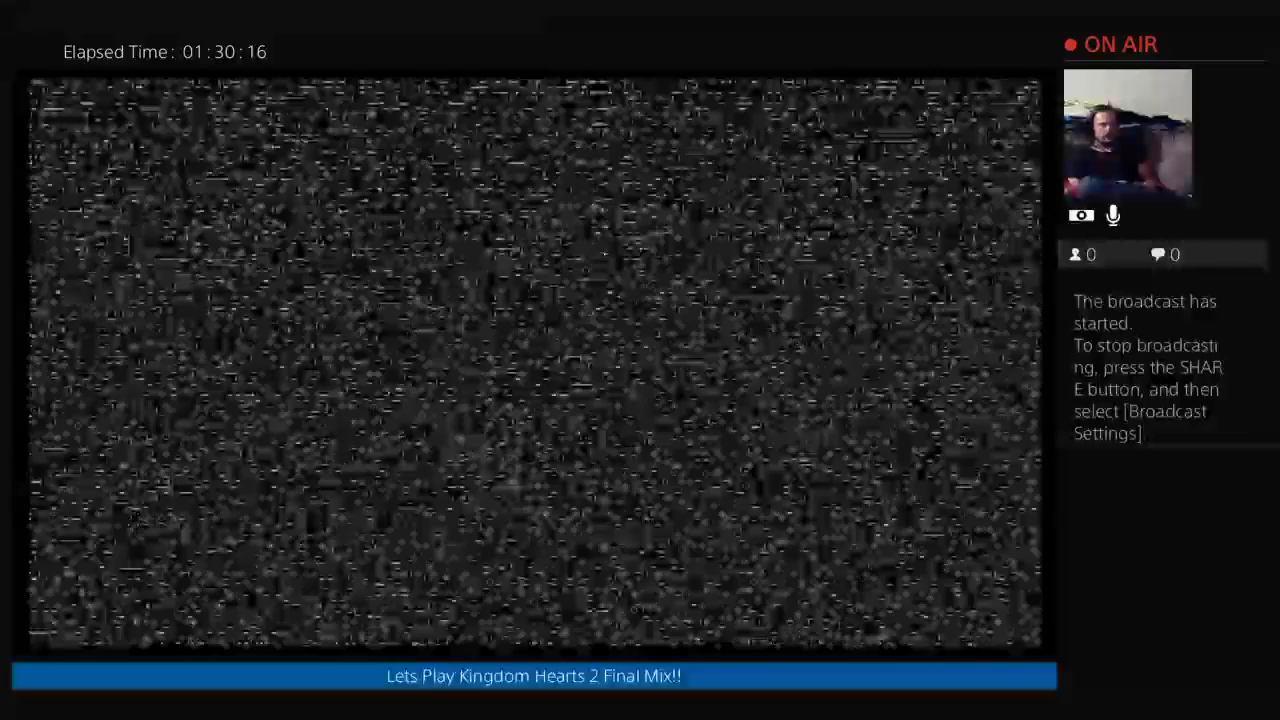 Elapsed Time: 01:30:16
ON AIR
0 0
The broadcast has
started.
To stop broadcasti
ng, press the SHAR
E button, and then
select [Broadcast
Settings]
Lets Play Kingdom Hearts 2 Final Mix!!